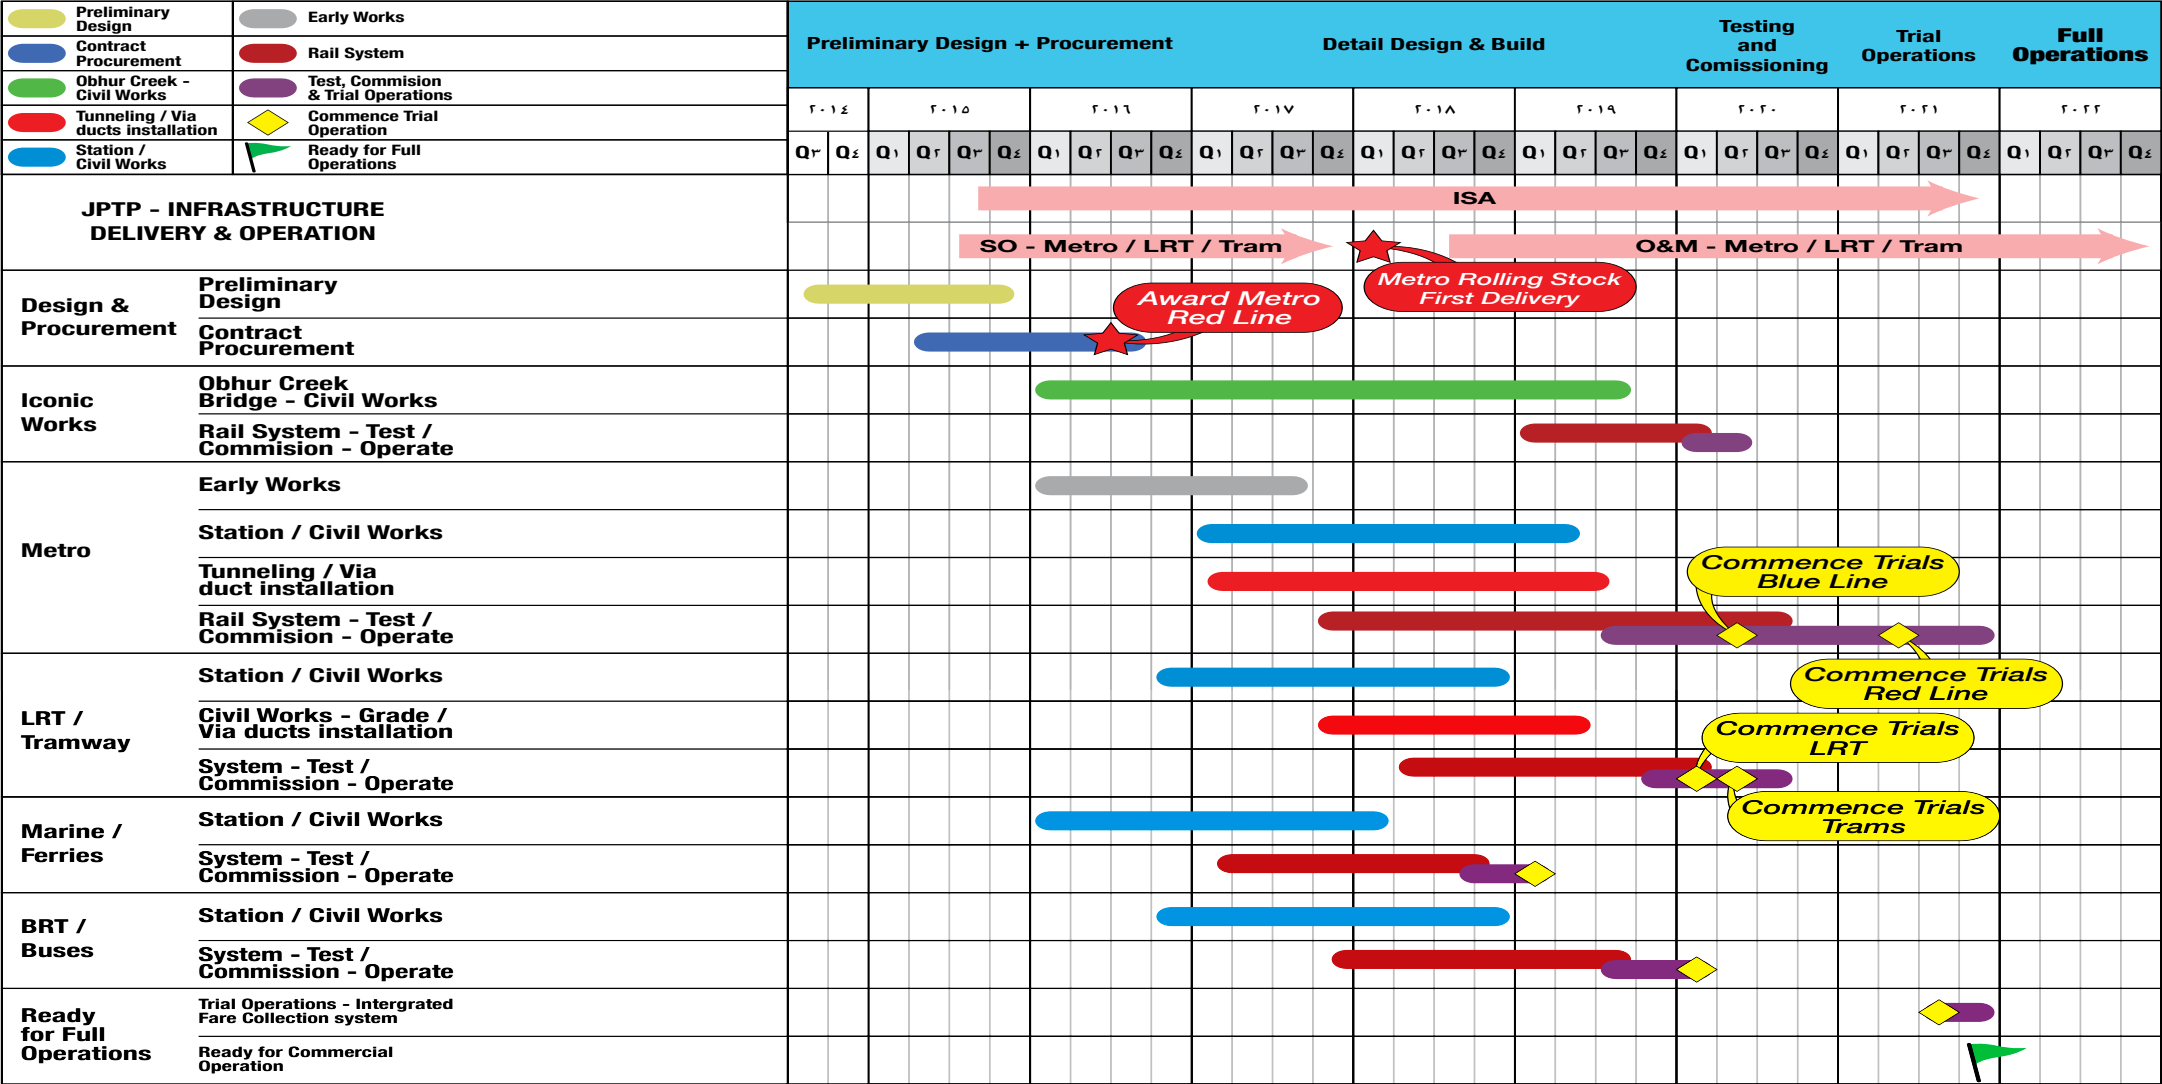 Preliminary
Design
Early Works
Contract
Procurement
Rail System
Obhur Creek -
Civil Works
Test, Commision
& Trial Operations
Tunneling / Via
ducts installation
Commence Trial
Operation
Station /
Civil Works
Ready for Full
Operations
Preliminary Design + Procurement
Detail Design & Build
Testing
and
Comissioning
Trial
Operations
Full
Operations
٢٠١٤ ٢٠١٥ ٢٠١٦ ٢٠١٧ ٢٠١٨ ٢٠١٩ ٢٠٢٠ ٢٠٢١ ٢٠٢٢
Q٣ Q٤ Q١ Q٢ Q٣ Q٤ Q١ Q٢ Q٣ Q٤ Q١ Q٢ Q٣ Q٤ Q١ Q٢ Q٣ Q٤ Q١ Q٢ Q٣ Q٤ Q١ Q٢ Q٣ Q٤ Q١ Q٢ Q٣ Q٤ Q١ Q٢ Q٣ Q٤
JPTP - INFRASTRUCTURE
DELIVERY & OPERATION
ISA
SO - Metro / LRT / Tram
O&M - Metro / LRT / Tram
Metro Rolling Stock
First Delivery
Design &
Procurement
Preliminary
Design
Award Metro
Red Line
Contract
Procurement
Iconic
Works
Obhur Creek
Bridge - Civil Works
Rail System - Test /
Commision - Operate
Metro
Early Works
Station / Civil Works
Tunneling / Via
duct installation
Commence Trials
Blue Line
Rail System - Test /
Commision - Operate
Commence Trials
Red Line
LRT /
Tramway
Station / Civil Works
Civil Works - Grade /
Via ducts installation
Commence Trials
LRT
System - Test /
Commission - Operate
Commence Trials
Trams
Marine /
Ferries
Station / Civil Works
System - Test /
Commission - Operate
BRT /
Buses
Station / Civil Works
System - Test /
Commission - Operate
Ready
for Full
Operations
Trial Operations - Intergrated
Fare Collection system
Ready for Commercial
Operation